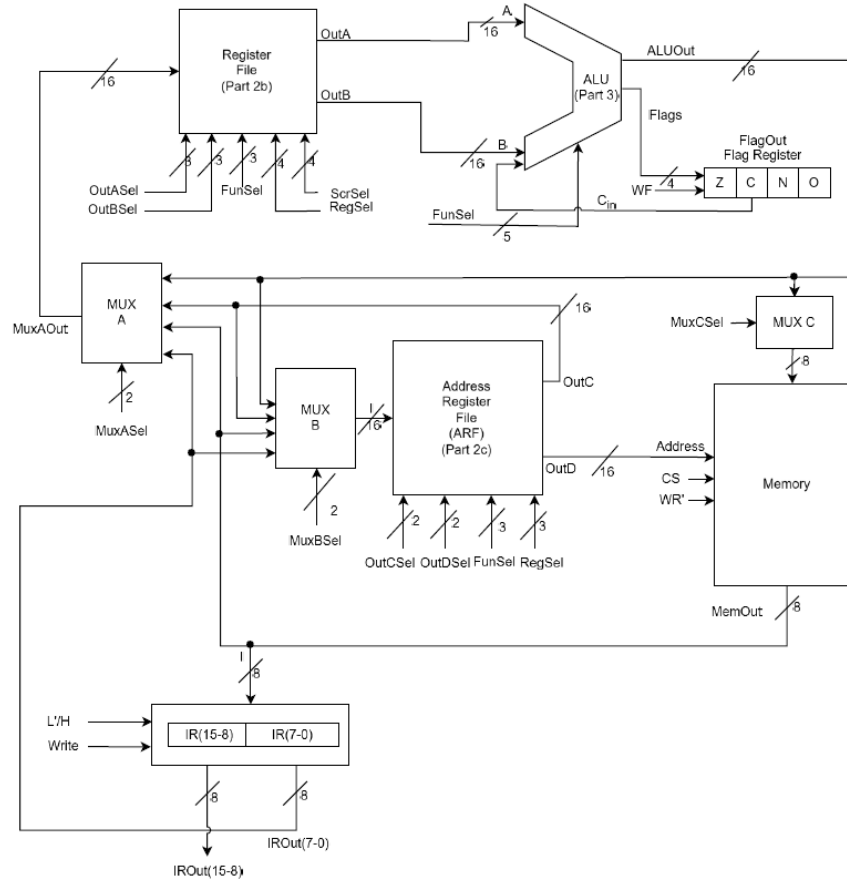 A
OutA
16
ALUOut
16
Register
File
(Part 2b)
16
ALU
(Part 3)
OutB
Flags
B
16
FlagOut
Flag Register
Z C N O
4
WF
Cin
3
3
3
4
4
OutASel
OutBSel
FunSel
ScrSel
RegSel
FunSel
5
MUX
A
MuxAOut
2
MuxASel
16
MuxCSel
MUX C
8
OutC
MUX
B
I
16
Address
Register
File
(ARF)
(Part 2c)
OutD
16
Address
CS
WR'
Memory
2
MuxBSel
2
2
3
3
OutCSel
OutDSel
FunSel
RegSel
MemOut
8
I
8
L'/H
Write
IR(15-8)
IR(7-0)
8
8
IROut(7-0)
IROut(15-8)